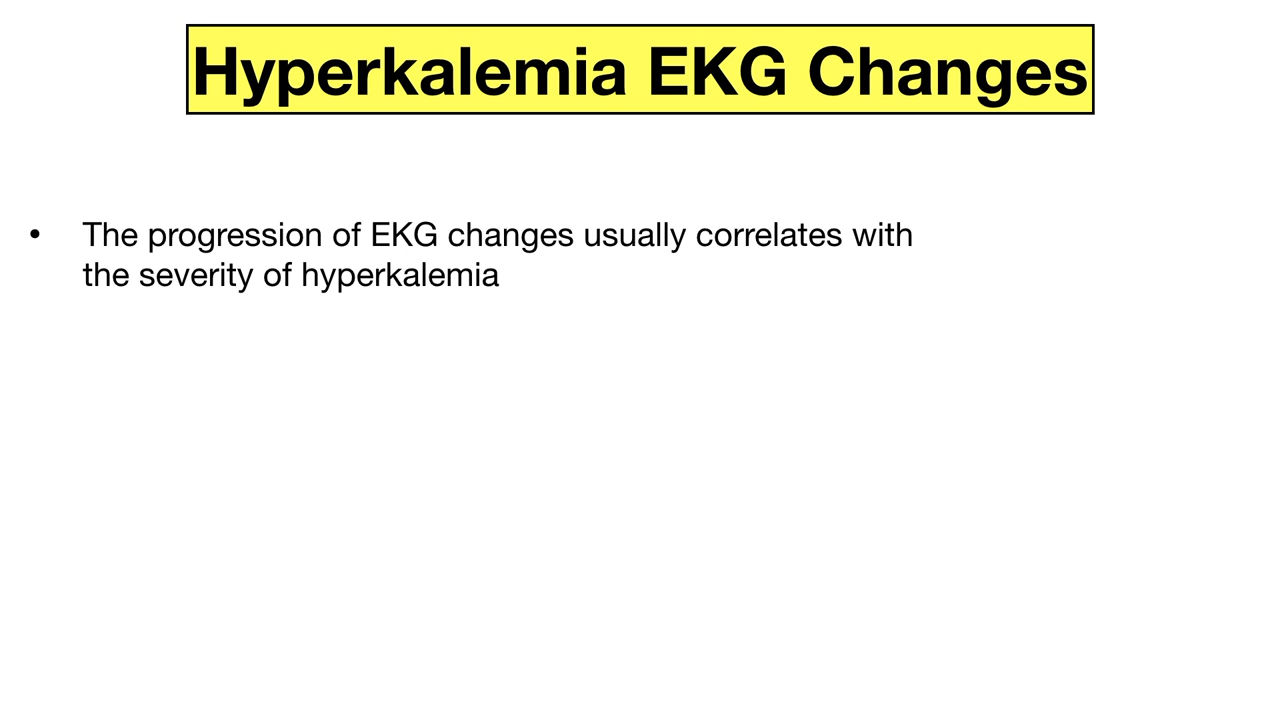 Hyperkalemia EKG Changes
• The progression of EKG changes usually correlates with
the severity of hyperkalemia